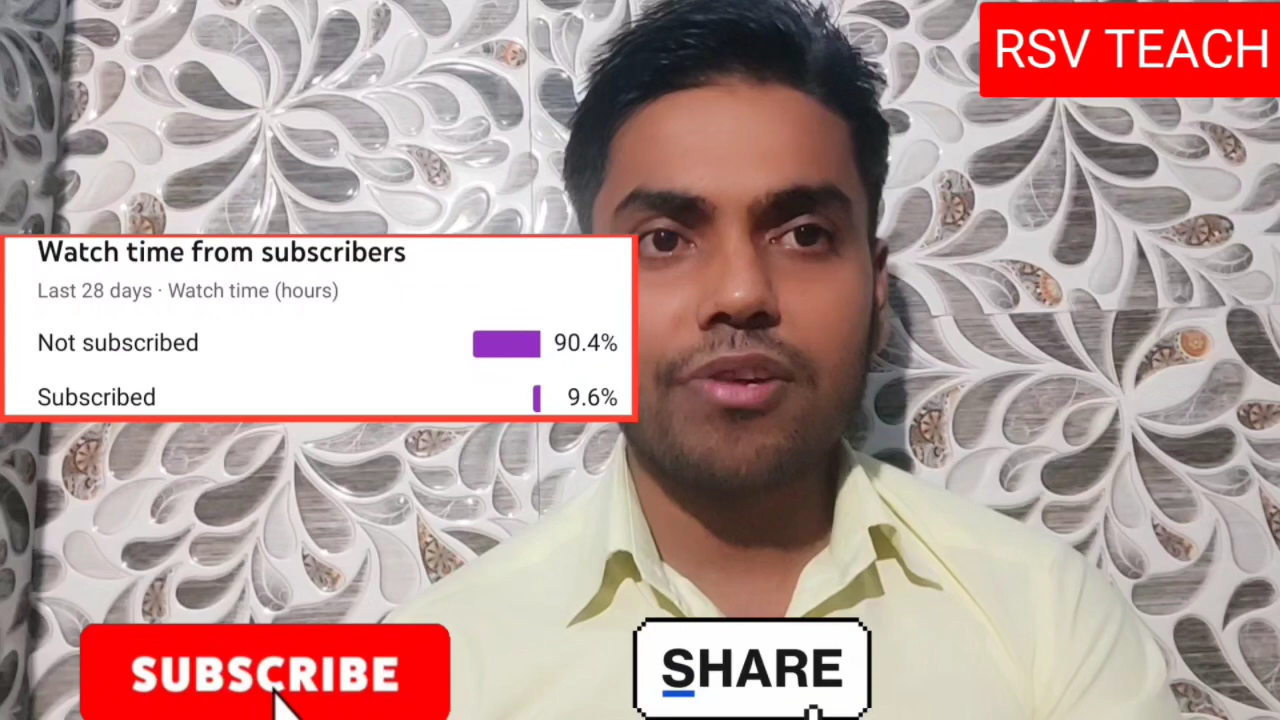 RSV TEACH
Watch time from subscribers
Last 28 days · Watch time (hours)
Not subscribed 90.4%
Subscribed 9.6%
SUBSCRIBE
SHARE